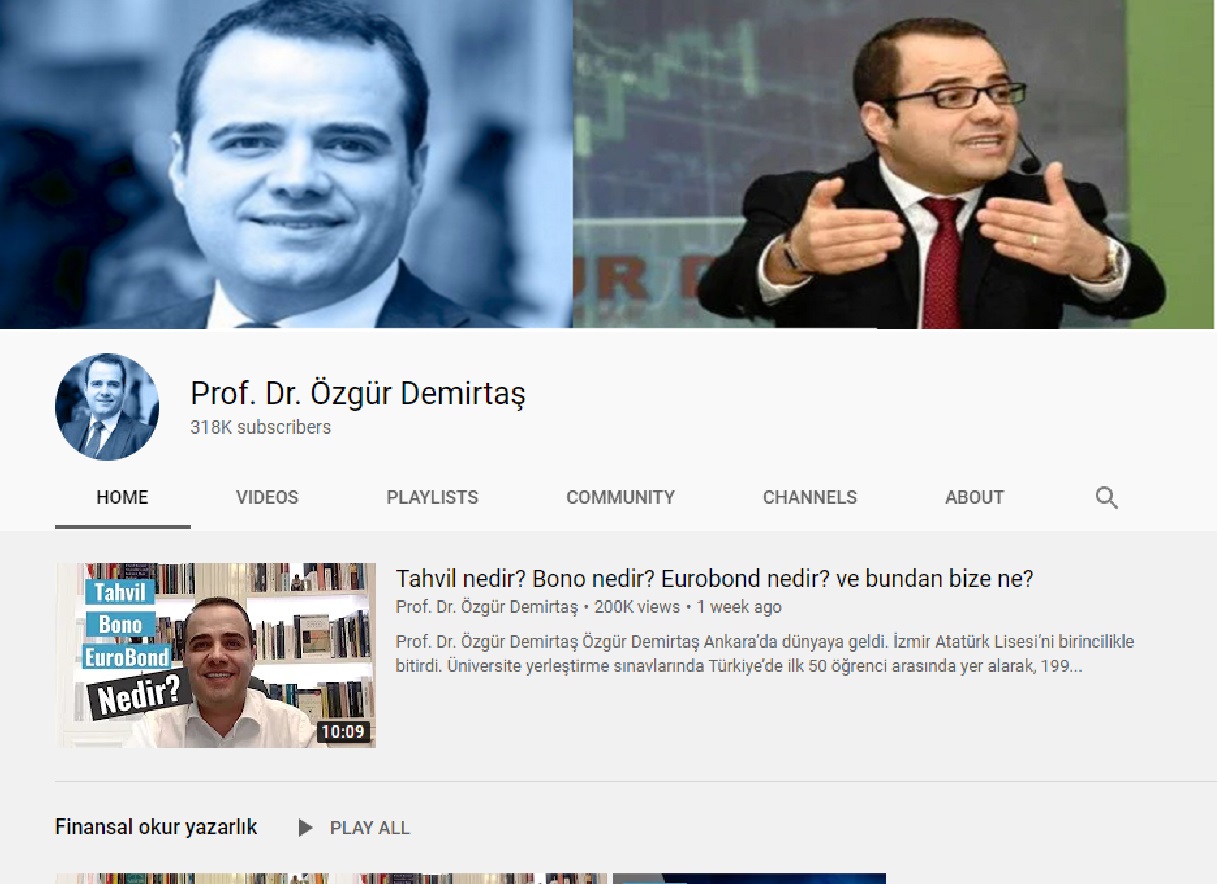 UR D
Prof. Dr. Özgür Demirtaş
318K subscribers
HOME VIDEOS PLAYLISTS COMMUNITY CHANNELS ABOUT
Tahvil
Bono
EuroBond
Nedir?
10:09
Tahvil nedir? Bono nedir? Eurobond nedir? ve bundan bize ne?
Prof. Dr. Özgür Demirtaş • 200K views • 1 week ago
Prof. Dr. Özgür Demirtaş Özgür Demirtaş Ankara’da dünyaya geldi. İzmir Atatürk Lisesi’ni birincilikle
bitirdi. Üniversite yerleştirme sınavlarında Türkiye’de ilk 50 öğrenci arasında yer alarak, 199...
Finansal okur yazarlık PLAY ALL